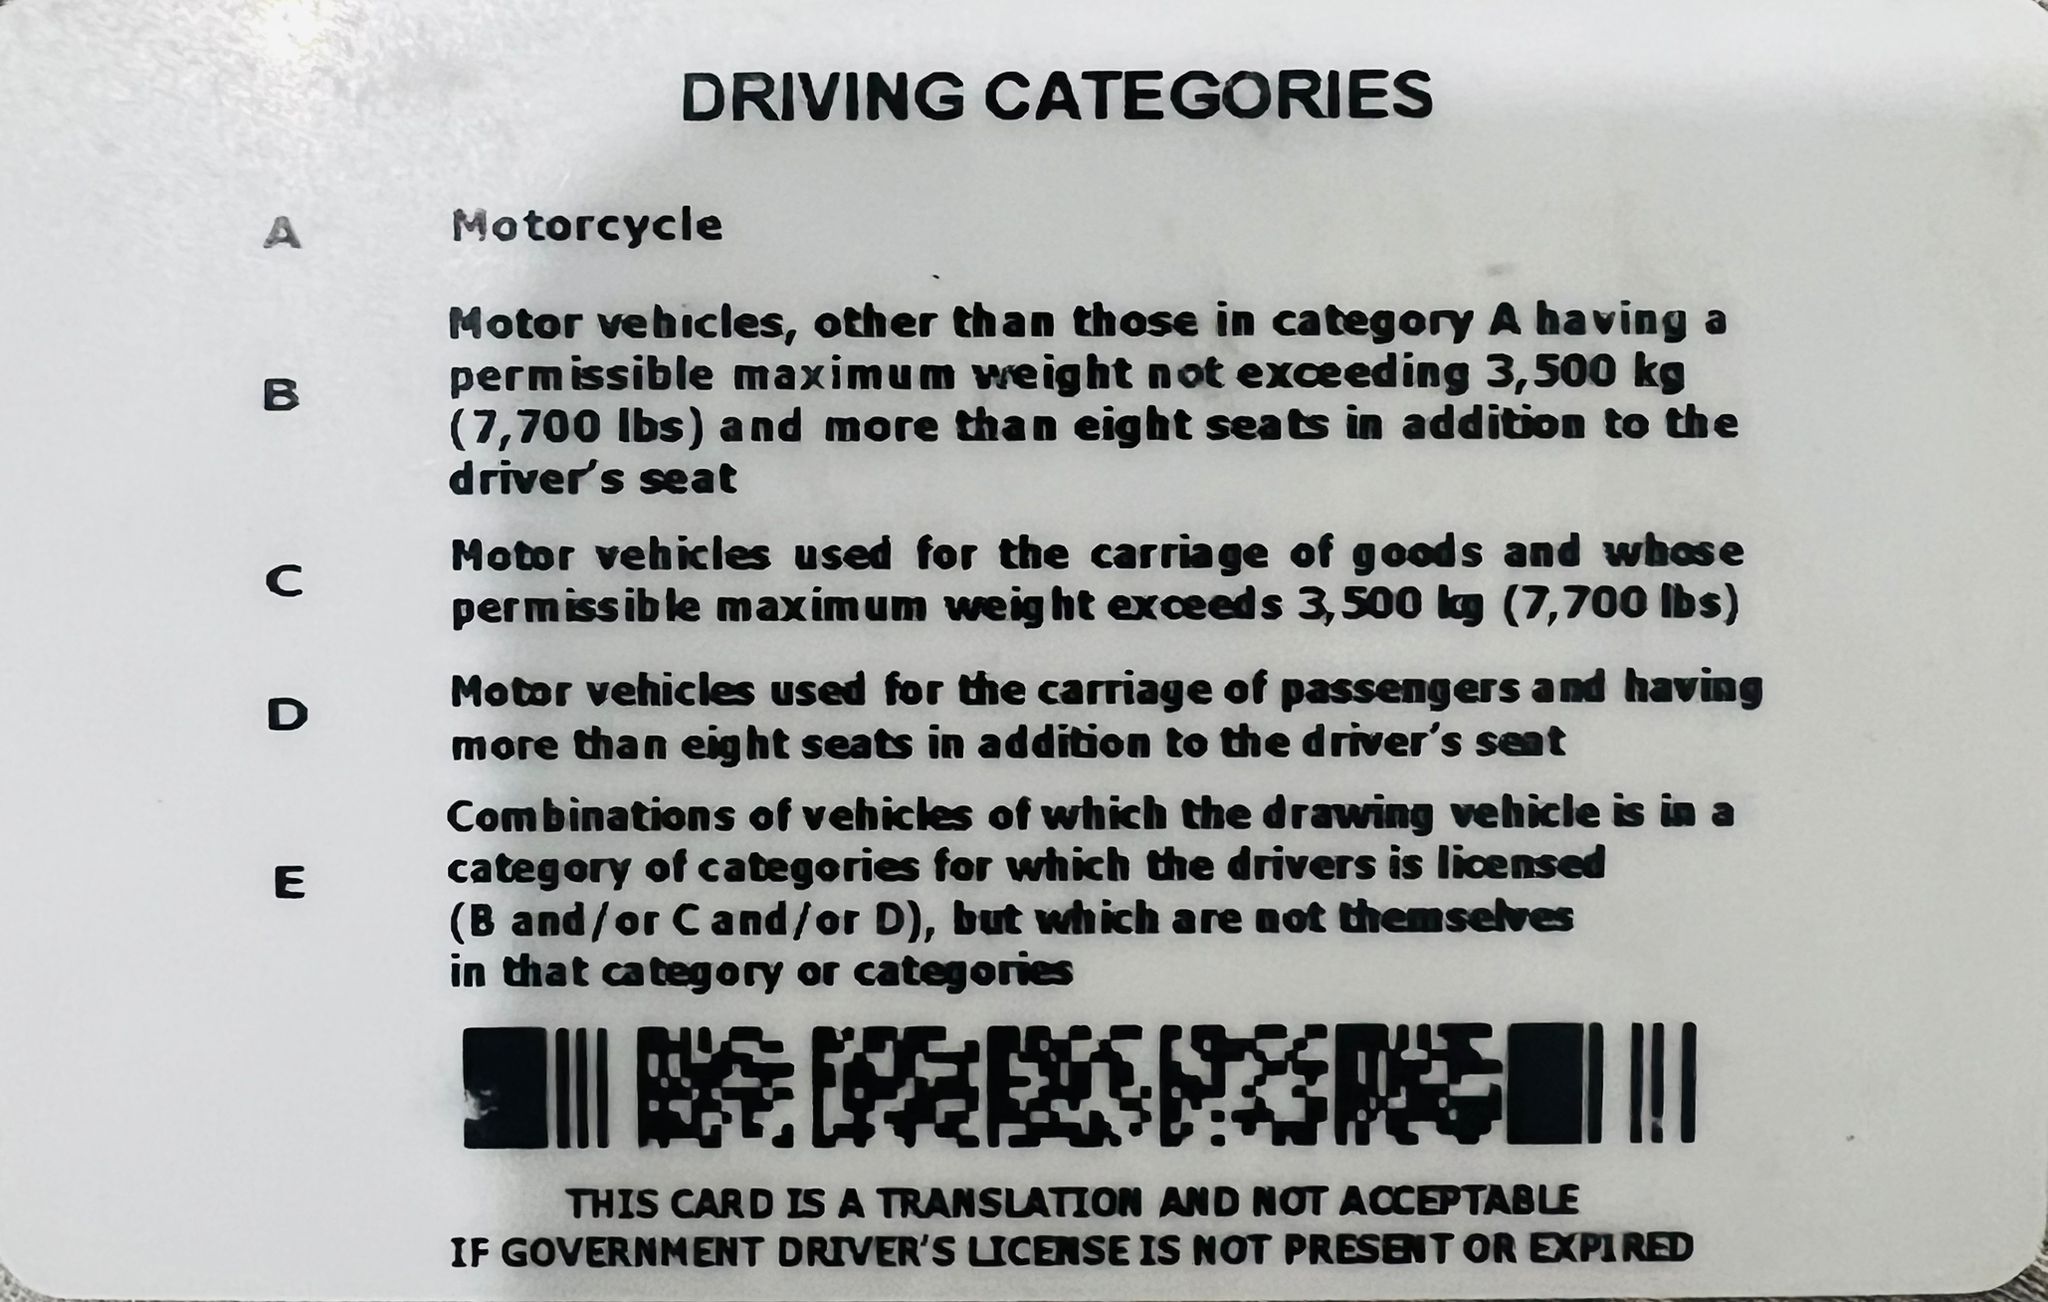 DRIVING CATEGORIES
A Motorcycle
Motor vehicles, other than those in category A having a
B permissible maximum weight not exceeding 3,500 kg
(7,700 lbs) and more than eight seats in addition to the
driver's seat
Motor vehicles used for the carriage of goods and whose
C permissible maximum weight exceeds 3,500 kg (7,700 lbs)
D Motor vehicles used for the carriage of passengers and having
more than eight seats in addition to the driver's seat
Combinations of vehicles of which the drawing vehicle is in a
E category of categories for which the drivers is licensed
(B and/or C and/or D), but which are not themselves
in that category or categories
THIS CARD IS A TRANSLATION AND NOT ACCEPTABLE
IF GOVERNMENT DRIVER'S LICENSE IS NOT PRESENT OR EXPIRED